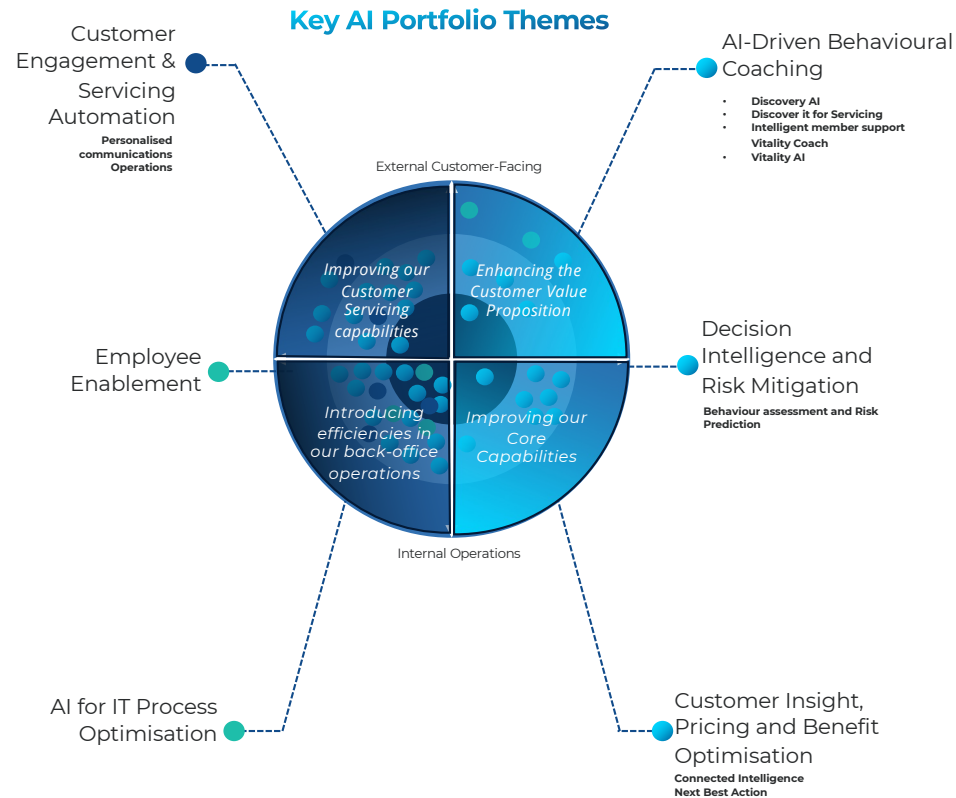 Key AI Portfolio Themes
Customer
Engagement &
Servicing
Automation
Personalised
communications
Operations
AI-Driven Behavioural
Coaching
• Discovery AI
• Discover it for Servicing
• Intelligent member support
Vitality Coach
• Vitality AI
External Customer-Facing
Improving our
Customer
Servicing
capabilities
Enhancing the
Customer Value
Proposition
Employee
Enablement
Decision
Intelligence and
Risk Mitigation
Behaviour assessment and Risk
Prediction
Introducing
efficiencies in
our back-office
operations
Improving our
Core
Capabilities
Internal Operations
AI for IT Process
Optimisation
Customer Insight,
Pricing and Benefit
Optimisation
Connected Intelligence
Next Best Action